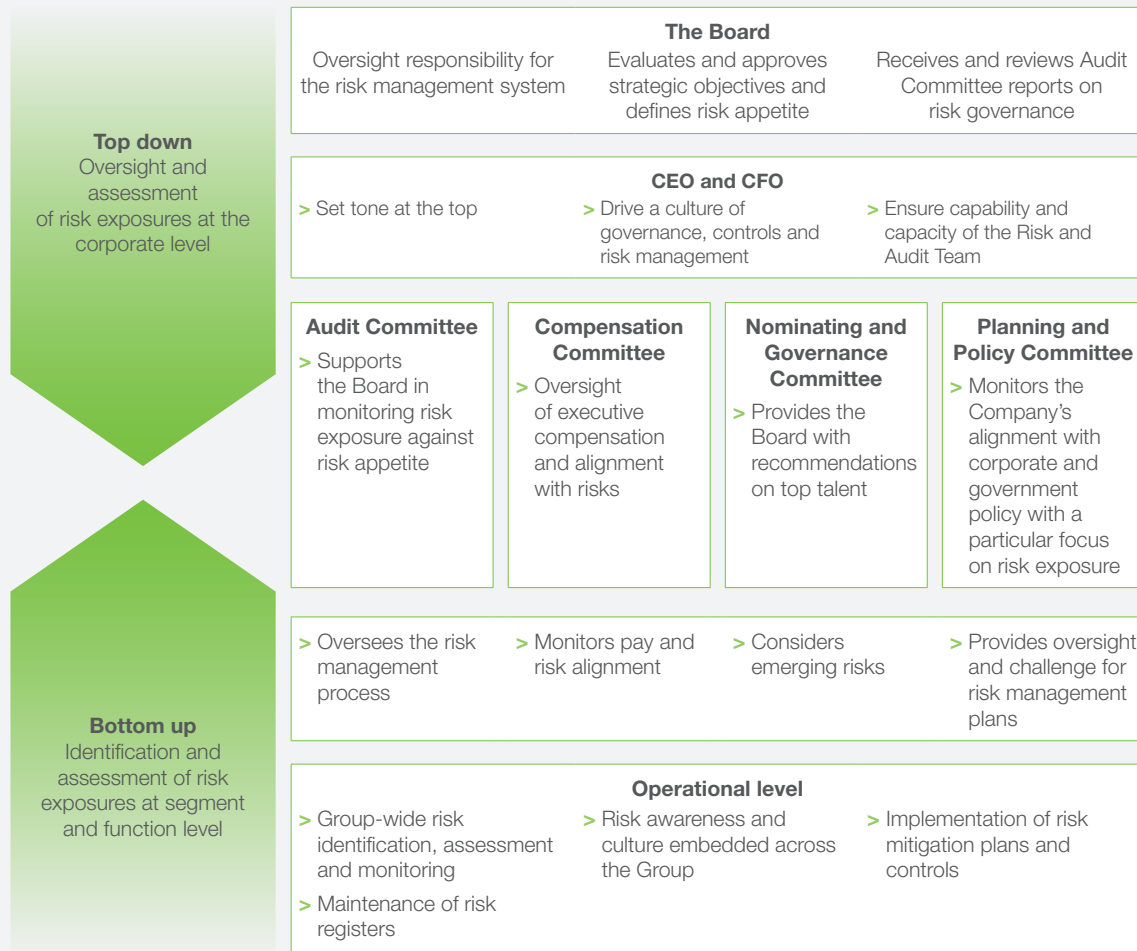 Top down
Oversight and
assessment
of risk exposures at the
corporate level
Bottom up
Identification and
assessment of risk
exposures at segment
and function level
The Board
Oversight responsibility for
the risk management system
Evaluates and approves
strategic objectives and
defines risk appetite
Receives and reviews Audit
Committee reports on
risk governance
CEO and CFO
> Set tone at the top
> Drive a culture of
governance, controls and
risk management
> Ensure capability and
capacity of the Risk and
Audit Team
Audit Committee
> Supports
the Board in
monitoring risk
exposure against
risk appetite
Compensation
Committee
> Oversight
of executive
compensation
and alignment
with risks
Nominating and
Governance
Committee
> Provides the
Board with
recommendations
on top talent
Planning and
Policy Committee
> Monitors the
Company’s
alignment with
corporate and
government
policy with a
particular focus
on risk exposure
> Oversees the risk
management
process
> Monitors pay and
risk alignment
> Considers
emerging risks
> Provides oversight
and challenge for
risk management
plans
Operational level
> Group-wide risk
identification, assessment
and monitoring
> Maintenance of risk
registers
> Risk awareness and
culture embedded across
the Group
> Implementation of risk
mitigation plans and
controls